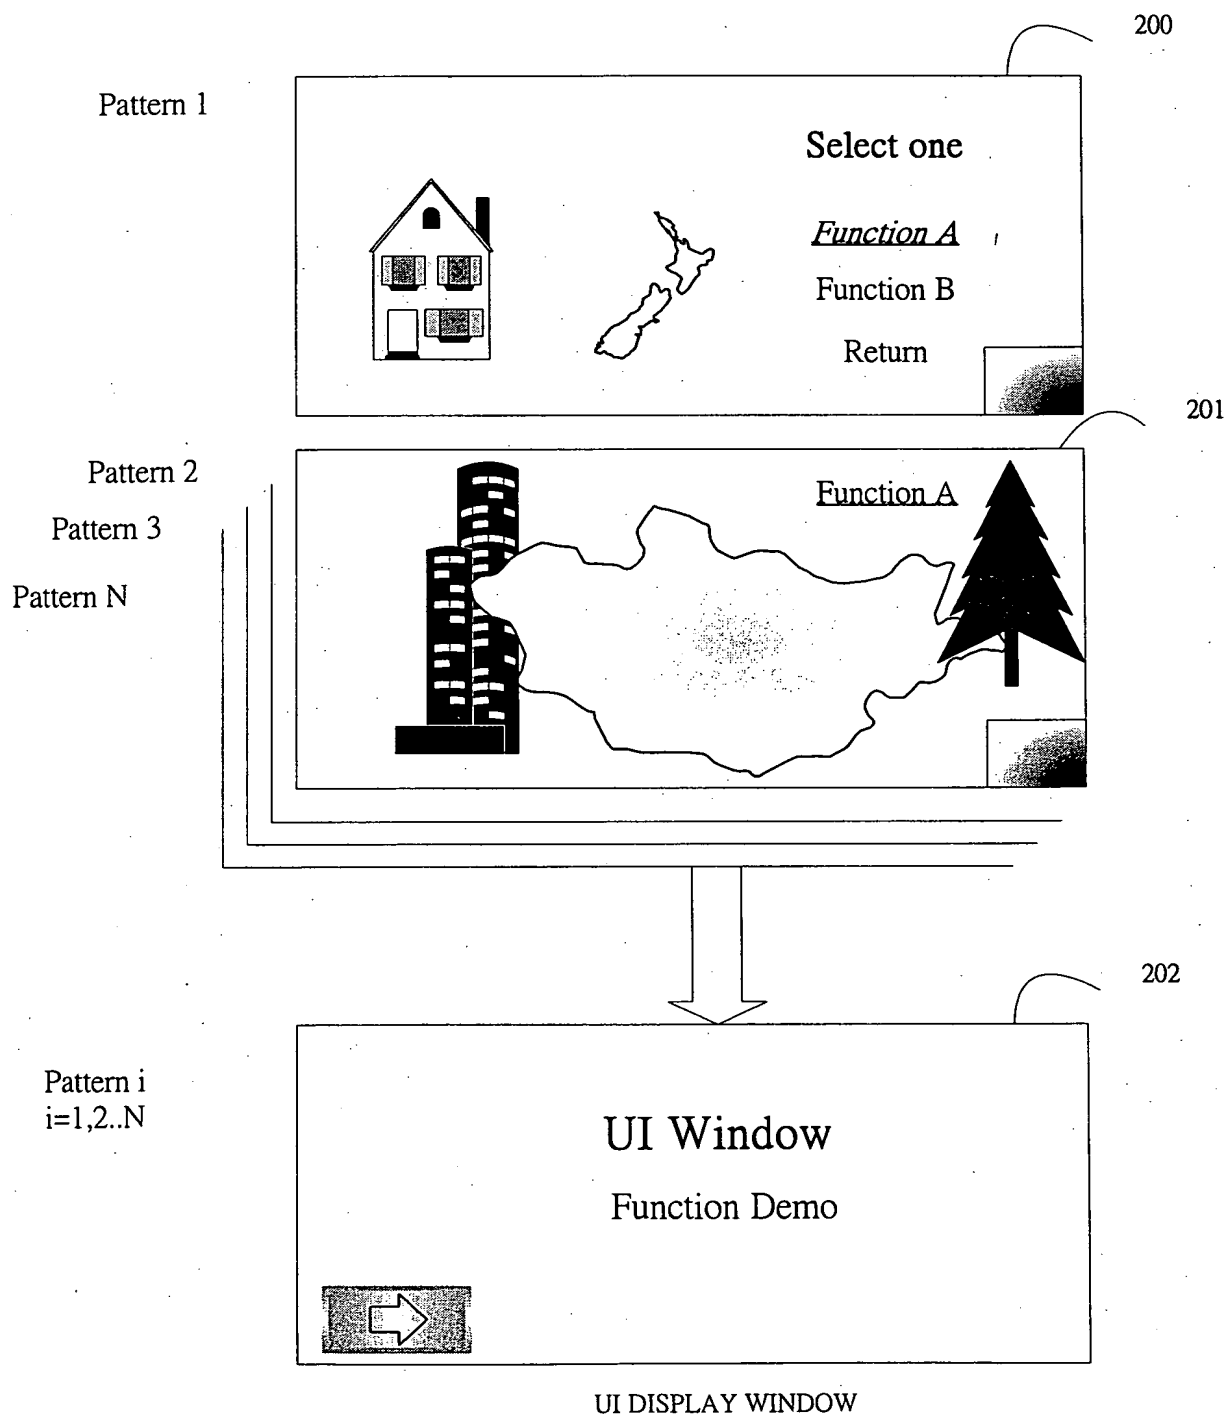 200
Pattern 1
Select one
Function A
Function B
Return
201
Pattern 2
Function A
Pattern 3
Pattern N
202
Pattern i
i=1,2..N
UI Window
Function Demo
UI DISPLAY WINDOW